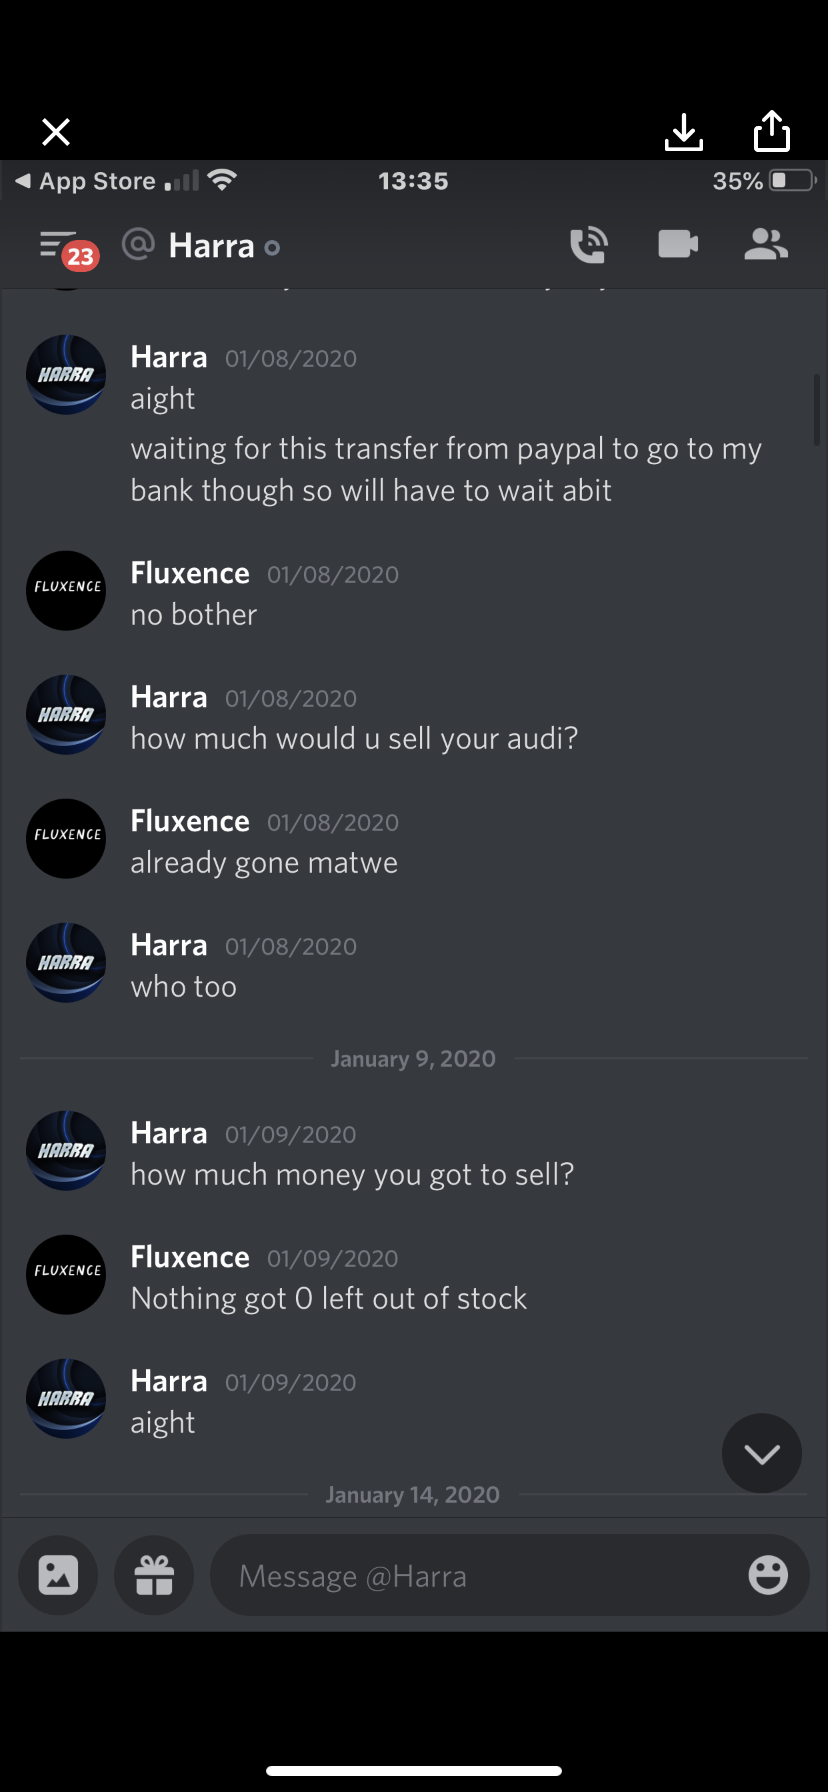 App Store
13:35
35%
23
@ Harra
HARRA
Harra 01/08/2020
aight
waiting for this transfer from paypal to go to my
bank though so will have to wait abit
FLUXENCE
Fluxence 01/08/2020
no bother
HARRA
Harra 01/08/2020
how much would u sell your audi?
FLUXENCE
Fluxence 01/08/2020
already gone matwe
HARRA
Harra 01/08/2020
who too
January 9, 2020
HARRA
Harra 01/09/2020
how much money you got to sell?
FLUXENCE
Fluxence 01/09/2020
Nothing got 0 left out of stock
HARRA
Harra 01/09/2020
aight
January 14, 2020
Message @Harra